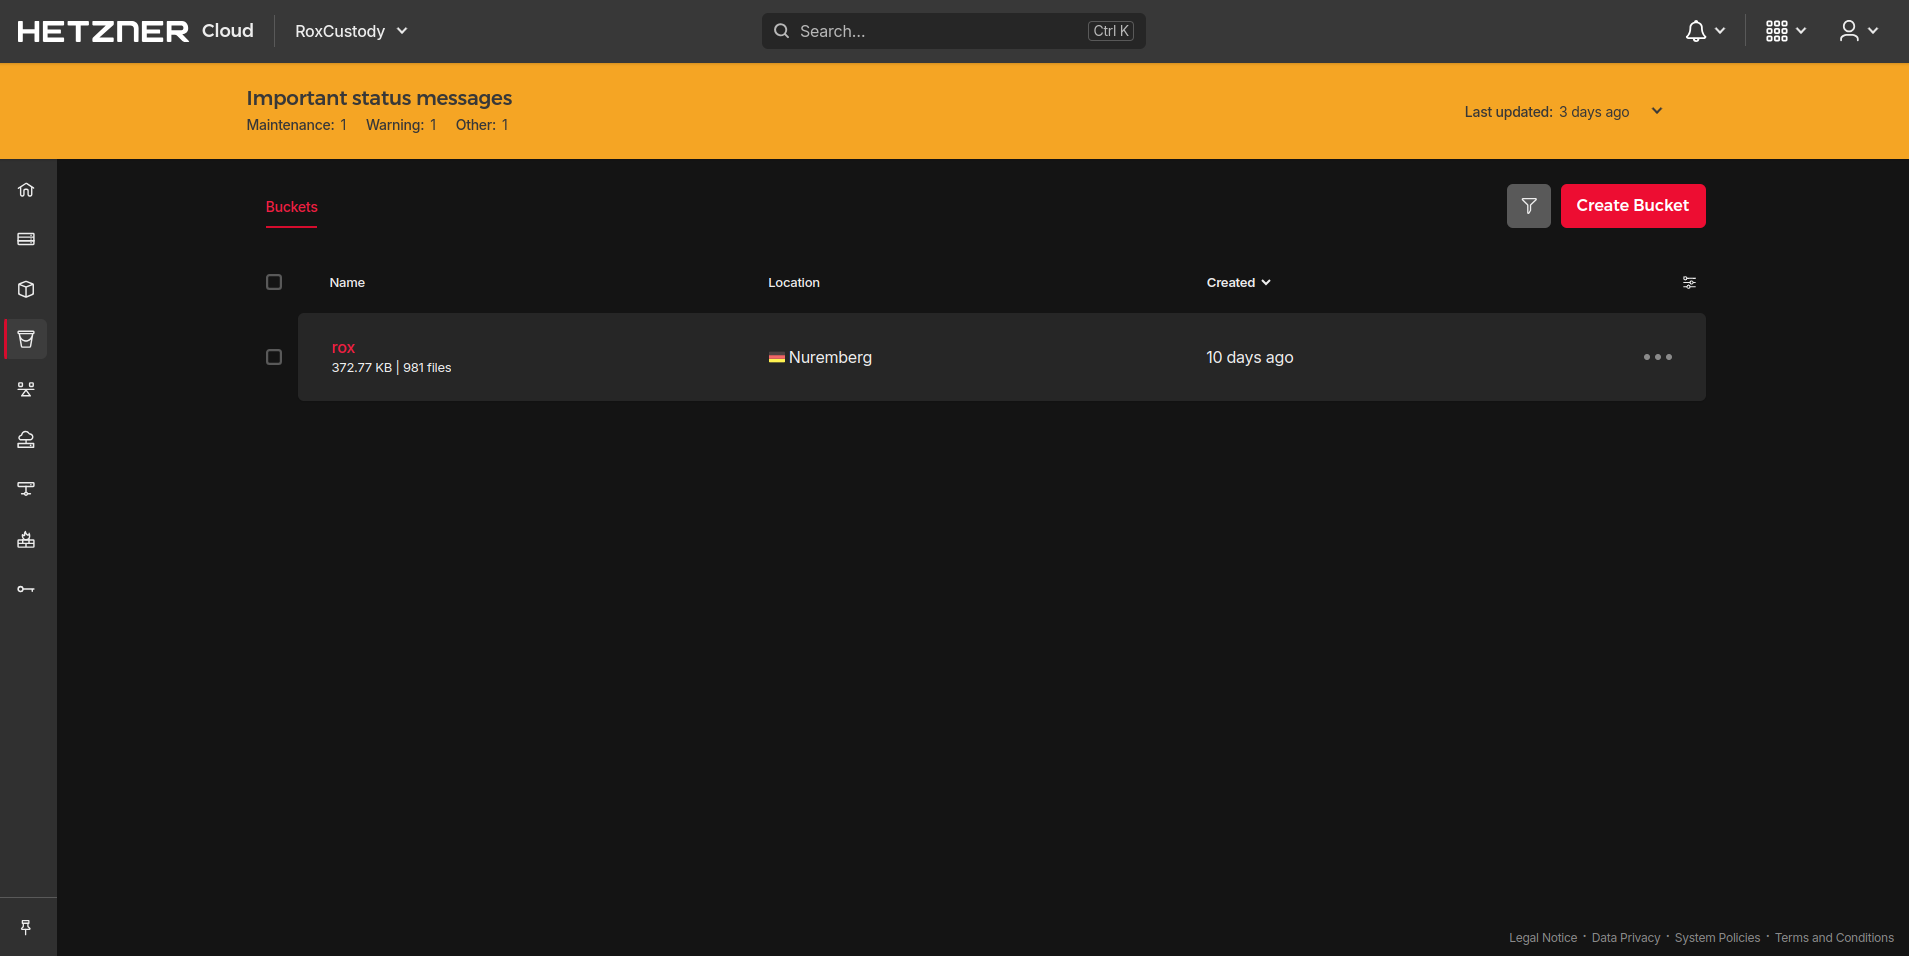 HETZNER Cloud RoxCustody Search... Ctrl K
Important status messages
Maintenance: 1 Warning: 1 Other: 1
Last updated: 3 days ago
Buckets
Create Bucket
Name Location Created
rox
372.77 KB | 981 files
Nuremberg
10 days ago
Legal Notice · Data Privacy · System Policies · Terms and Conditions